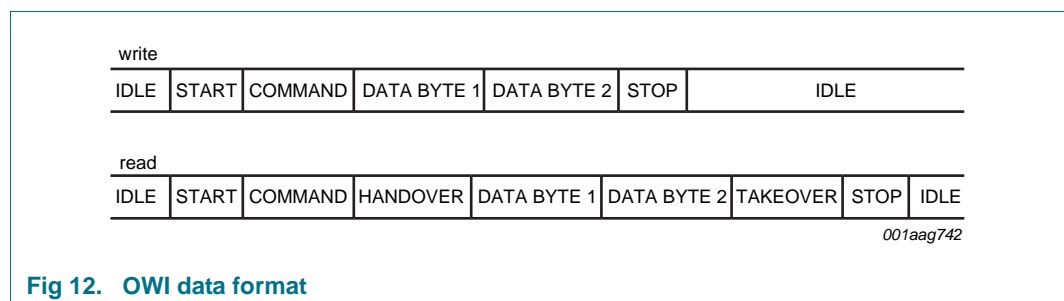 write
IDLE START COMMAND DATA BYTE 1 DATA BYTE 2 STOP IDLE
read
IDLE START COMMAND HANDOVER DATA BYTE 1 DATA BYTE 2 TAKEOVER STOP IDLE
001aag742
Fig 12. OWI data format